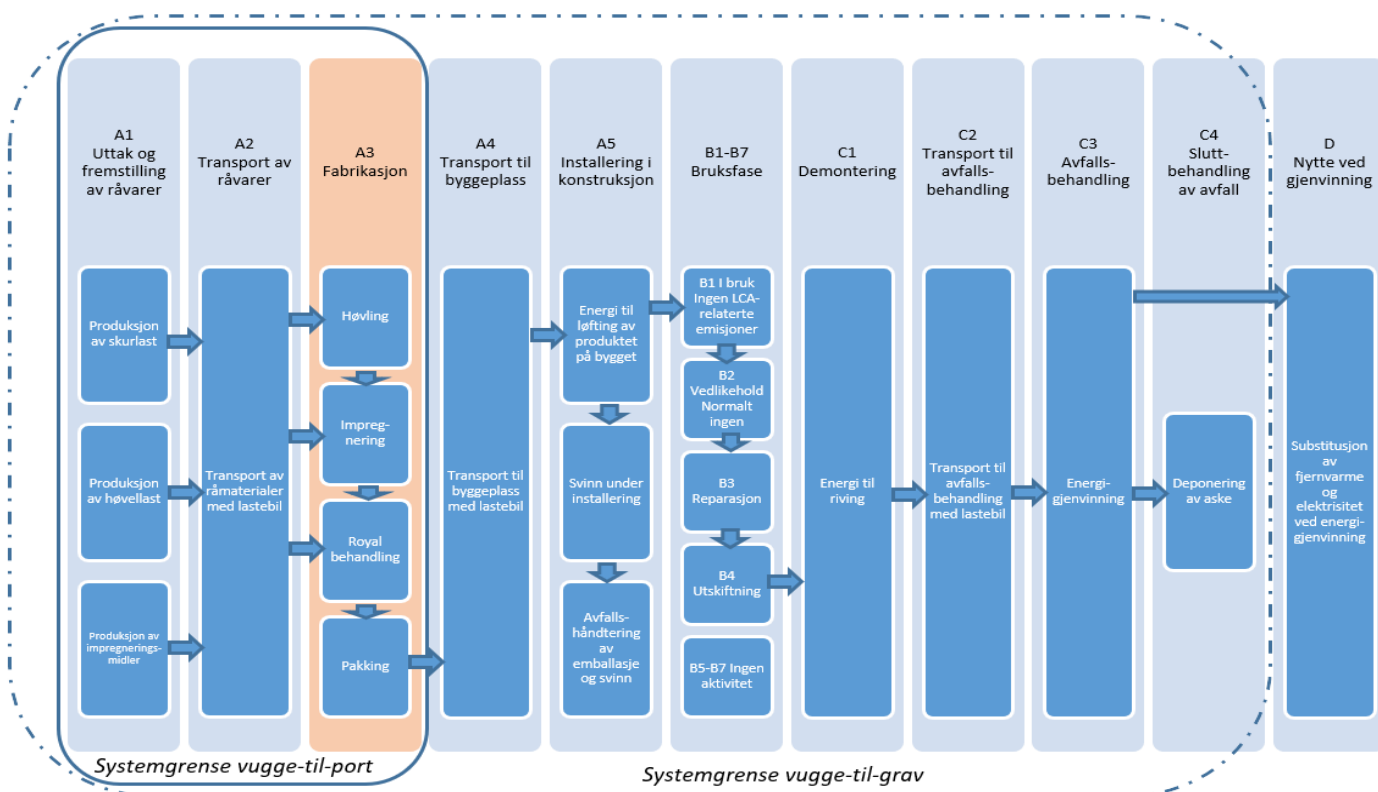 A1
Uttak og
fremstilling
av råvarer
A2
Transport av
råvarer
A3
Fabrikasjon
A4
Transport til
byggeplass
A5
Installering i
konstruksjon
B1-B7
Bruksfase
C1
Demontering
C2
Transport til
avfalls-
behandling
C3
Avfalls-
behandling
C4
Slutt-
behandling
av avfall
D
Nytte ved
gjenvinning
Produksjon
av skurlast
Produksjon
av høvellast
Produksjon av
impregnerings-
midler
Transport av
råmaterialer
med lastebil
Høvling
Impreg-
nering
Royal
behandling
Pakking
Transport til
byggeplass
med lastebil
Energi til
løfting av
produktet
på bygget
Svinn under
installering
Avfalls-
håndtering
av
emballasje
og svinn
B1 I bruk
Ingen LCA-
relaterte
emisjoner
B2
Vedlikehold
Normalt
ingen
B3
Reparasjon
B4
Utskiftning
B5-B7 Ingen
aktivitet
Energi til
riving
Transport til
avfalls-
behandling
med lastebil
Energi-
gjenvinning
Deponering
av aske
Substitusjon
av
fjernvarme
og
elektrisitet
ved energi-
gjenvinning
Systemgrense vugge-til-port
Systemgrense vugge-til-grav